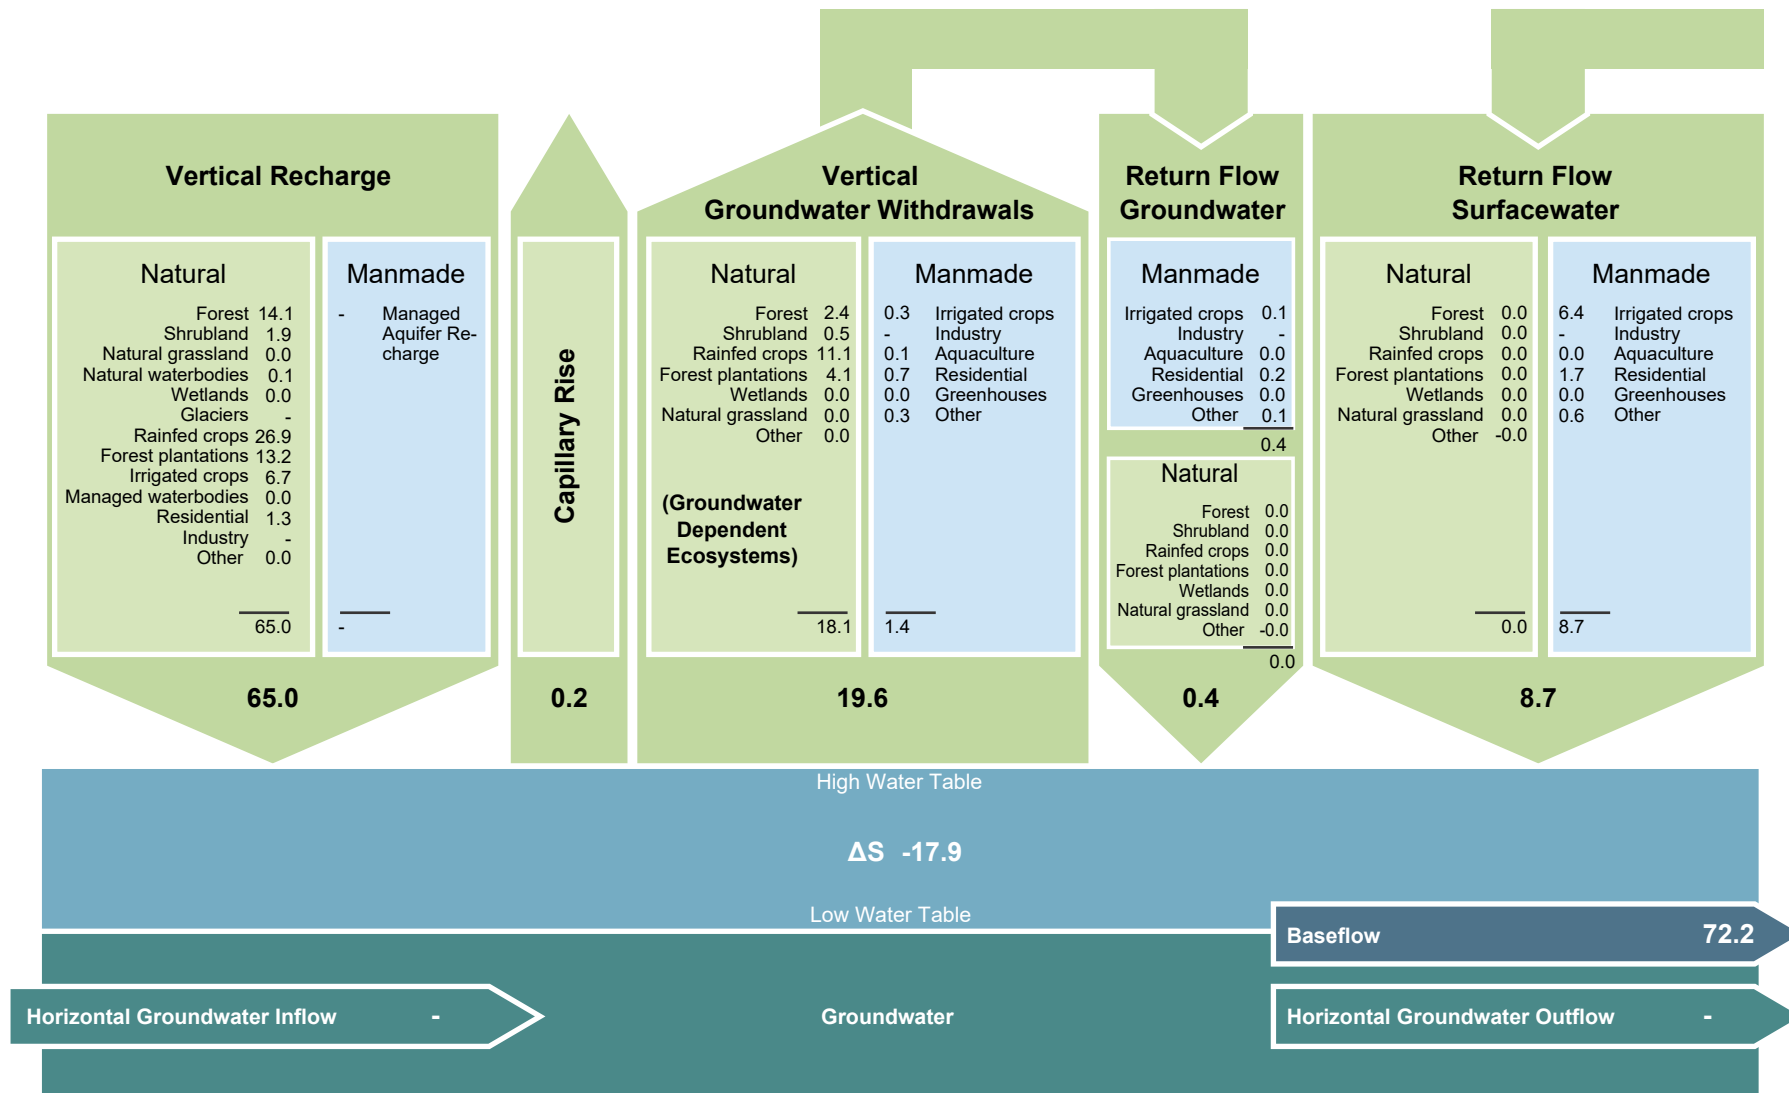 Vertical Recharge
Natural
Forest 14.1
Shrubland 1.9
Natural grassland 0.0
Natural waterbodies 0.1
Wetlands 0.0
Glaciers -
Rainfed crops 26.9
Forest plantations 13.2
Irrigated crops 6.7
Managed waterbodies 0.0
Residential 1.3
Industry -
Other 0.0
65.0
Manmade
- Managed
Aquifer Re-
charge
-
65.0
Capillary Rise
0.2
Vertical
Groundwater Withdrawals
Natural
Forest 2.4
Shrubland 0.5
Rainfed crops 11.1
Forest plantations 4.1
Wetlands 0.0
Natural grassland 0.0
Other 0.0
(Groundwater
Dependent
Ecosystems)
18.1
Manmade
0.3 Irrigated crops
- Industry
0.1 Aquaculture
0.7 Residential
0.0 Greenhouses
0.3 Other
1.4
19.6
Return Flow
Groundwater
Manmade
Irrigated crops 0.1
Industry -
Aquaculture 0.0
Residential 0.2
Greenhouses 0.0
Other 0.1
0.4
Natural
Forest 0.0
Shrubland 0.0
Rainfed crops 0.0
Forest plantations 0.0
Wetlands 0.0
Natural grassland 0.0
Other -0.0
0.0
0.4
Return Flow
Surfacewater
Natural
Forest 0.0
Shrubland 0.0
Rainfed crops 0.0
Forest plantations 0.0
Wetlands 0.0
Natural grassland 0.0
Other -0.0
0.0
Manmade
6.4 Irrigated crops
- Industry
0.0 Aquaculture
1.7 Residential
0.0 Greenhouses
0.6 Other
8.7
8.7
High Water Table
ΔS -17.9
Low Water Table
Baseflow 72.2
Horizontal Groundwater Inflow -
Groundwater
Horizontal Groundwater Outflow -